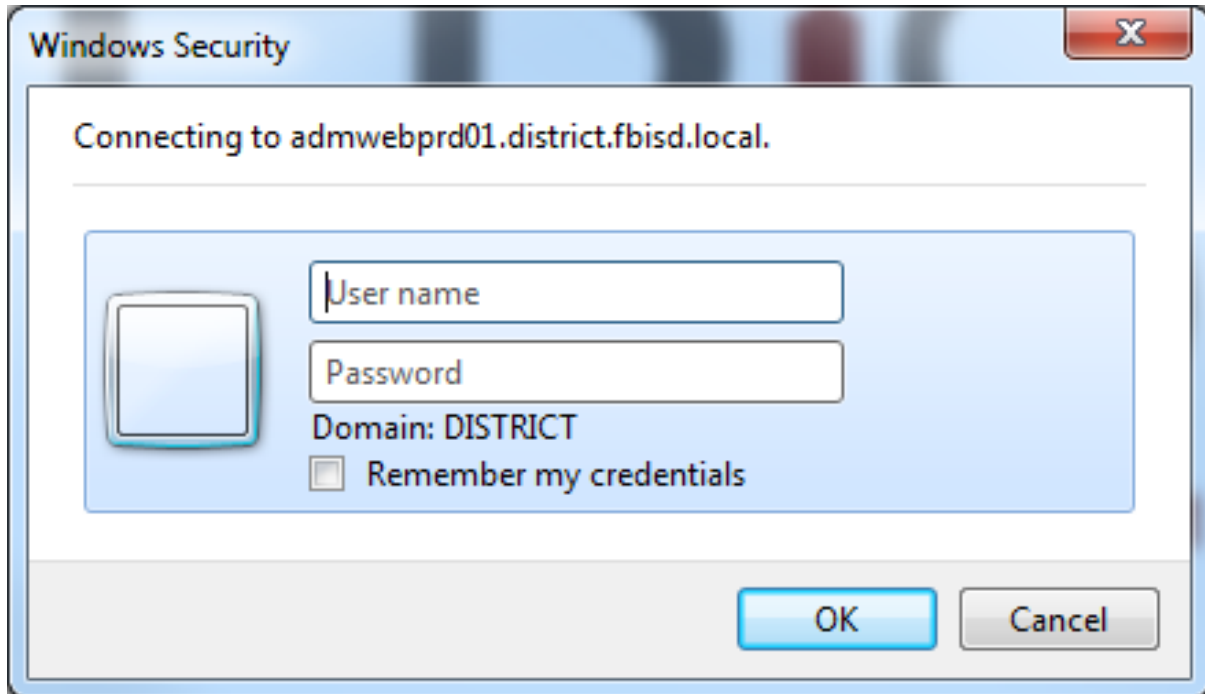 Windows Security
Connecting to admwebprd01.district.fbisd.local.
User name
Password
Domain: DISTRICT
Remember my credentials
OK
Cancel